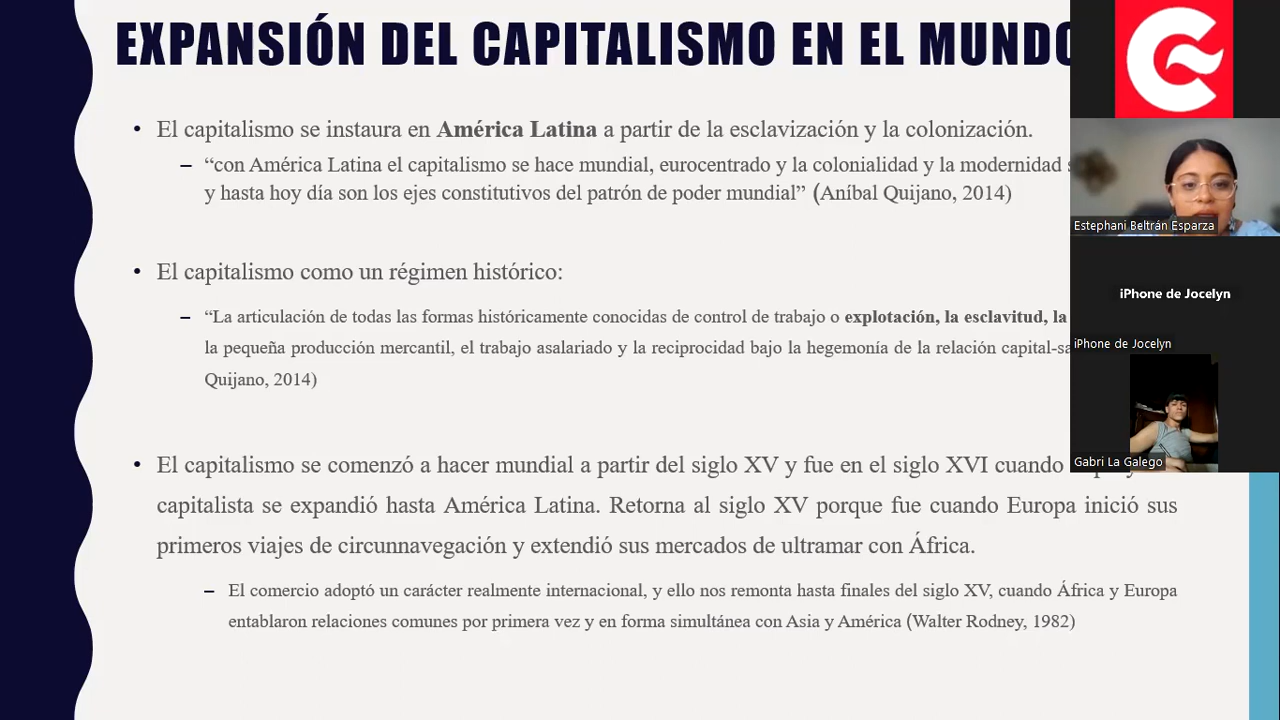 EXPANSIÓN DEL CAPITALISMO EN EL MUNDO
• El capitalismo se instaura en América Latina a partir de la esclavización y la colonización.
– “con América Latina el capitalismo se hace mundial, eurocentrado y la colonialidad y la modernidad
y hasta hoy día son los ejes constitutivos del patrón de poder mundial” (Aníbal Quijano, 2014)
• El capitalismo como un régimen histórico:
– “La articulación de todas las formas históricamente conocidas de control de trabajo o explotación, la esclavitud, la
la pequeña producción mercantil, el trabajo asalariado y la reciprocidad bajo la hegemonía de la relación
Quijano, 2014)
• El capitalismo se comenzó a hacer mundial a partir del siglo XV y fue en el siglo XVI cuando
capitalista se expandió hasta América Latina. Retorna al siglo XV porque fue cuando Europa inició sus
primeros viajes de circunnavegación y extendió sus mercados de ultramar con África.
– El comercio adoptó un carácter realmente internacional, y ello nos remonta hasta finales del siglo XV, cuando África y Europa
entablaron relaciones comunes por primera vez y en forma simultánea con Asia y América (Walter Rodney, 1982)
Estephani Beltrán Esparza
iPhone de Jocelyn
iPhone de Jocelyn
Gabri La Galego